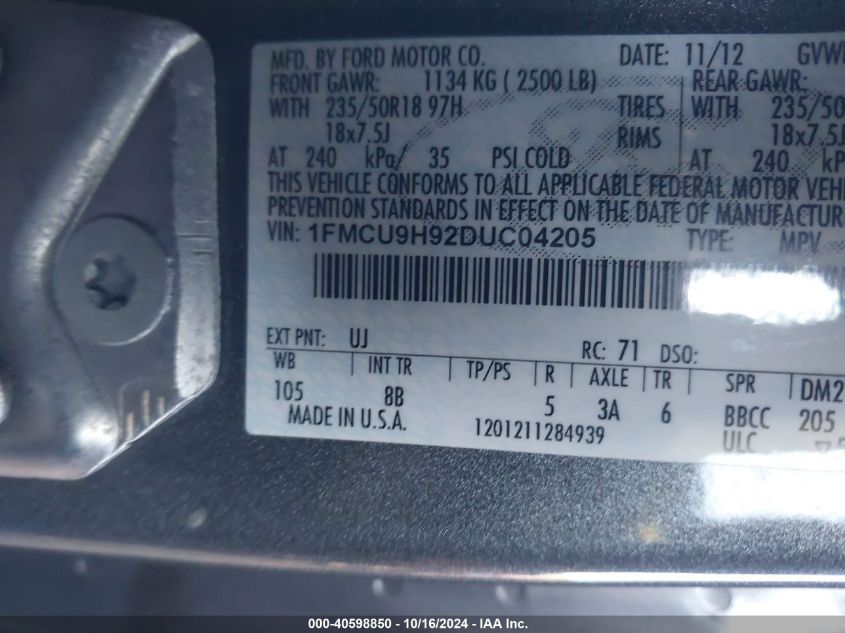 MFD. BY FORD MOTOR CO. DATE: 11/12
FRONT GAWR: 1134 KG ( 2500 LB) REAR GAWR:
WITH 235/50R18 97H TIRES WITH 235/50
18x7.5J RIMS 18x7.5J
AT 240 kPa/ 35 PSI COLD AT 240
THIS VEHICLE CONFORMS TO ALL APPLICABLE FEDERAL MOTOR
PREVENTION STANDARDS IN EFFECT ON THE DATE OF
VIN: 1FMCU9H92DUC04205 TYPE: MPV
EXT PNT: UJ RC: 71 DSO:
WB INT TR TP/PS R AXLE TR SPR DM2
105 8B 5 3A 6 BBCC 205
MADE IN U.S.A. 1201211284939 ULC
000-40598850 - 10/16/2024 - IAA Inc.